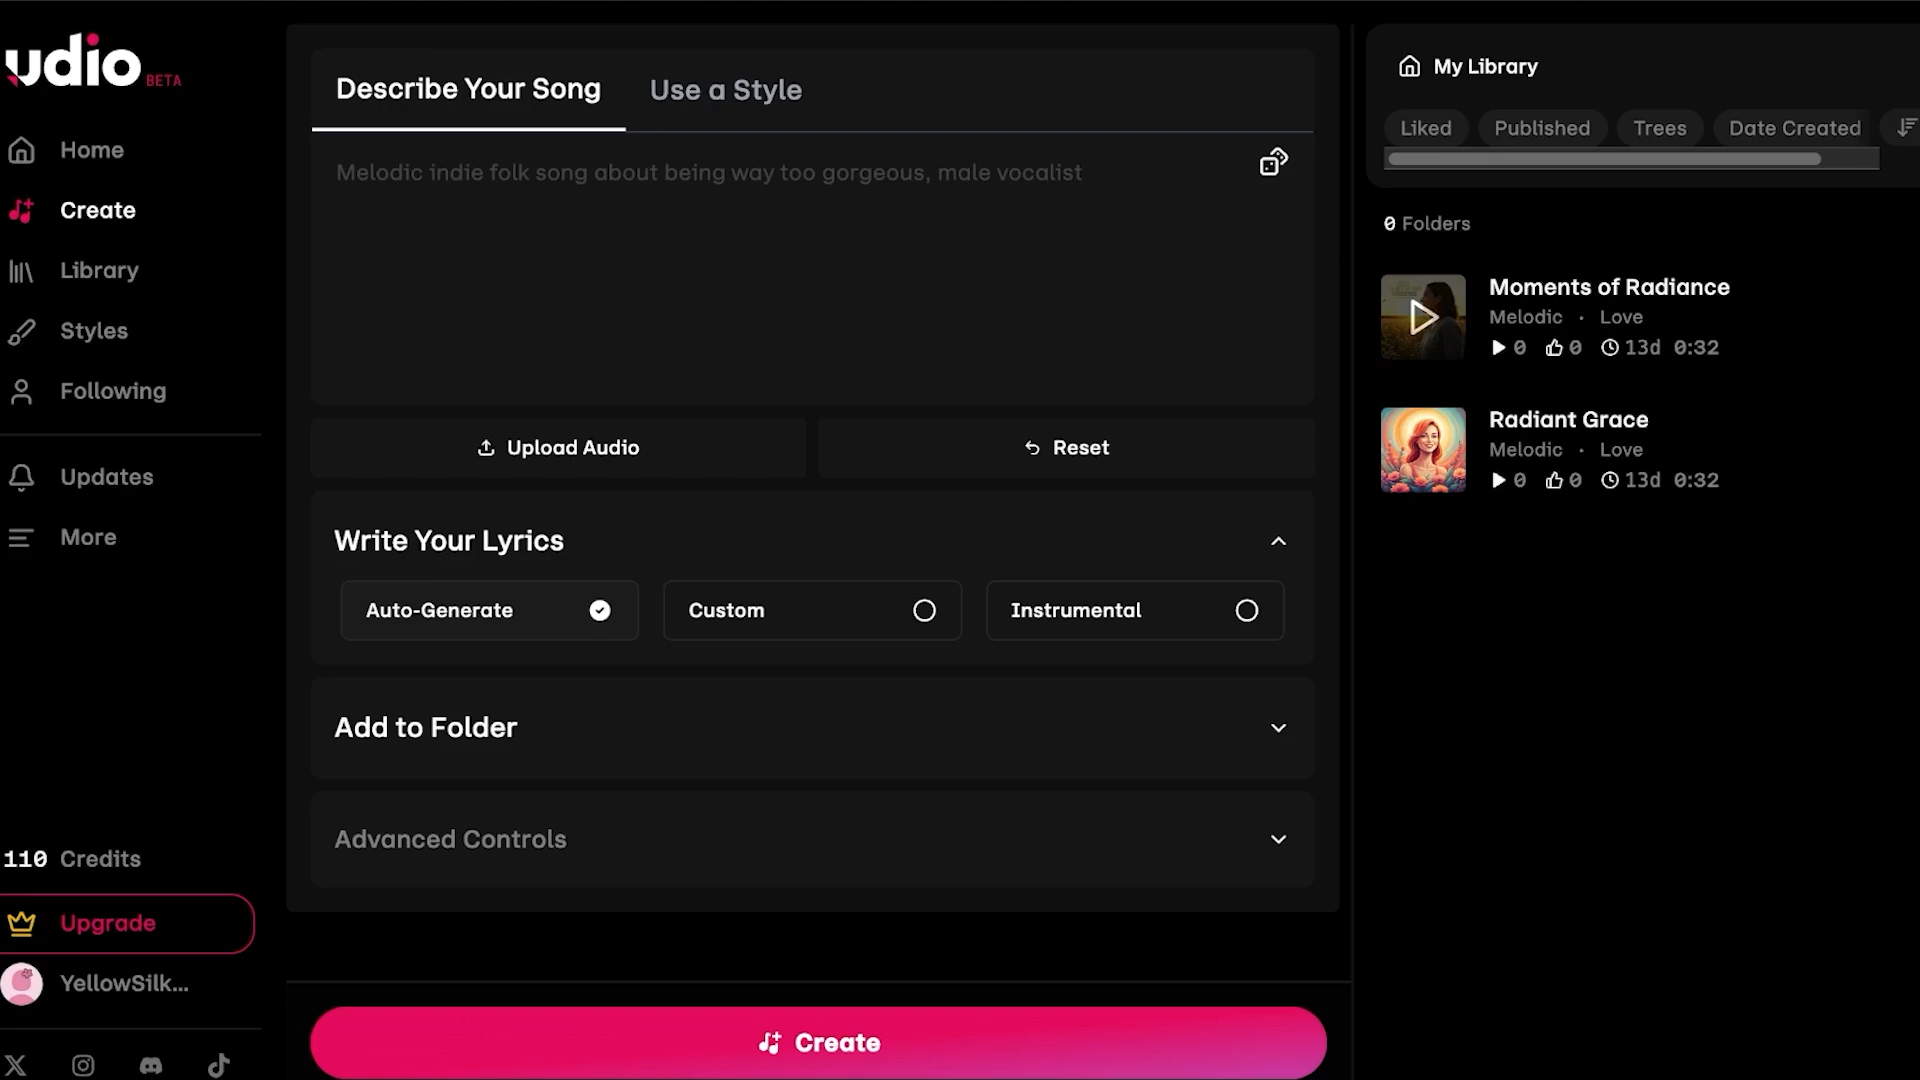 udio BETA
Home
Create
Library
Styles
Following
Updates
More
110 Credits
Upgrade
YellowSilk...
Describe Your Song
Use a Style
Melodic indie folk song about being way too gorgeous, male vocalist
Upload Audio
Reset
Write Your Lyrics
Auto-Generate
Custom
Instrumental
Add to Folder
Advanced Controls
Create
My Library
Liked
Published
Trees
Date Created
0 Folders
Moments of Radiance
Melodic · Love
0 0 13d 0:32
Radiant Grace
Melodic · Love
0 0 13d 0:32